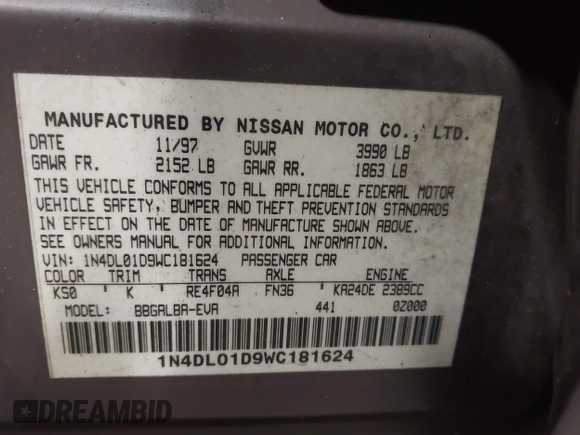 MANUFACTURED BY NISSAN MOTOR CO., LTD.
DATE 11/97 GVWR 3990 LB
GAWR FR. 2152 LB GAWR RR. 1863 LB
THIS VEHICLE CONFORMS TO ALL APPLICABLE FEDERAL MOTOR
VEHICLE SAFETY, BUMPER AND THEFT PREVENTION STANDARDS
IN EFFECT ON THE DATE OF MANUFACTURE SHOWN ABOVE.
SEE OWNERS MANUAL FOR ADDITIONAL INFORMATION.
VIN: 1N4DL01D9WC181624 PASSENGER CAR
COLOR TRIM TRANS AXLE ENGINE
KS0 K RE4F04A FN36 KA24DE 2389CC
MODEL: BBGALBA-EVA 441 0Z000
1N4DL01D9WC181624
DREAMBID